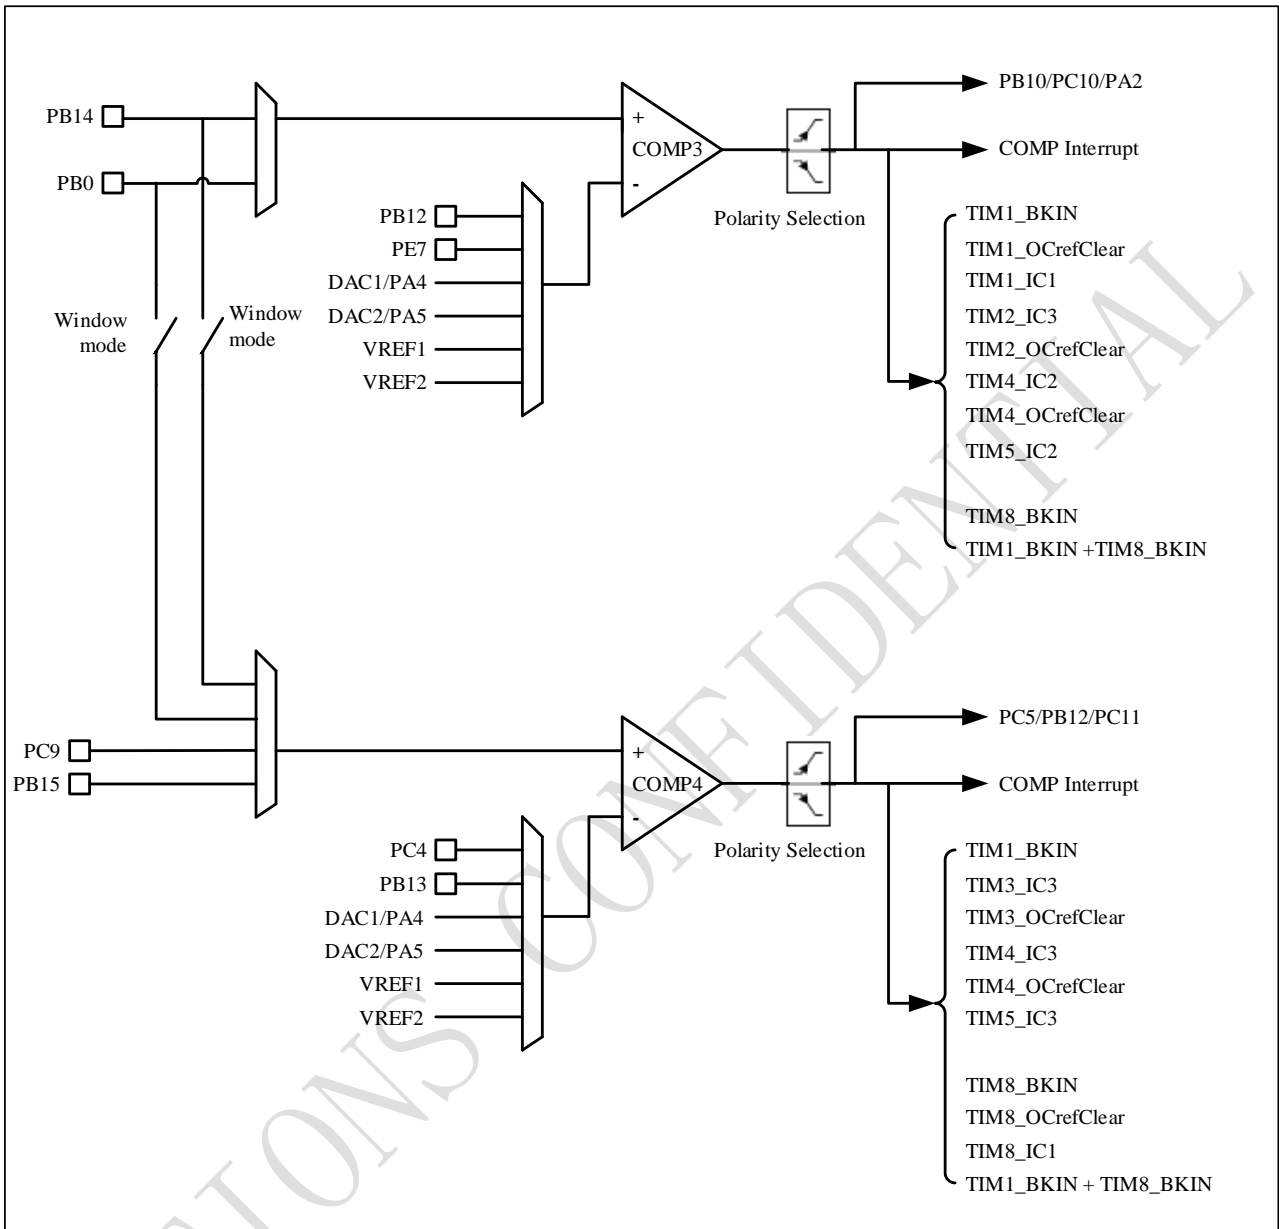 PB10/PC10/PA2
PB14
+
COMP3
-
COMP Interrupt
PB0
PB12
PE7
DAC1/PA4
DAC2/PA5
VREF1
VREF2
Polarity Selection
TIM1_BKIN
TIM1_OCrefClear
TIM1_IC1
TIM2_IC3
TIM2_OCrefClear
TIM4_IC2
TIM4_OCrefClear
TIM5_IC2
TIM8_BKIN
TIM1_BKIN +TIM8_BKIN
Window
mode
Window
mode
PC9
PB15
+
COMP4
-
PC5/PB12/PC11
COMP Interrupt
Polarity Selection
PC4
PB13
DAC1/PA4
DAC2/PA5
VREF1
VREF2
TIM1_BKIN
TIM3_IC3
TIM3_OCrefClear
TIM4_IC3
TIM4_OCrefClear
TIM5_IC3
TIM8_BKIN
TIM8_OCrefClear
TIM8_IC1
TIM1_BKIN + TIM8_BKIN
IONS CONFIDENTIAL